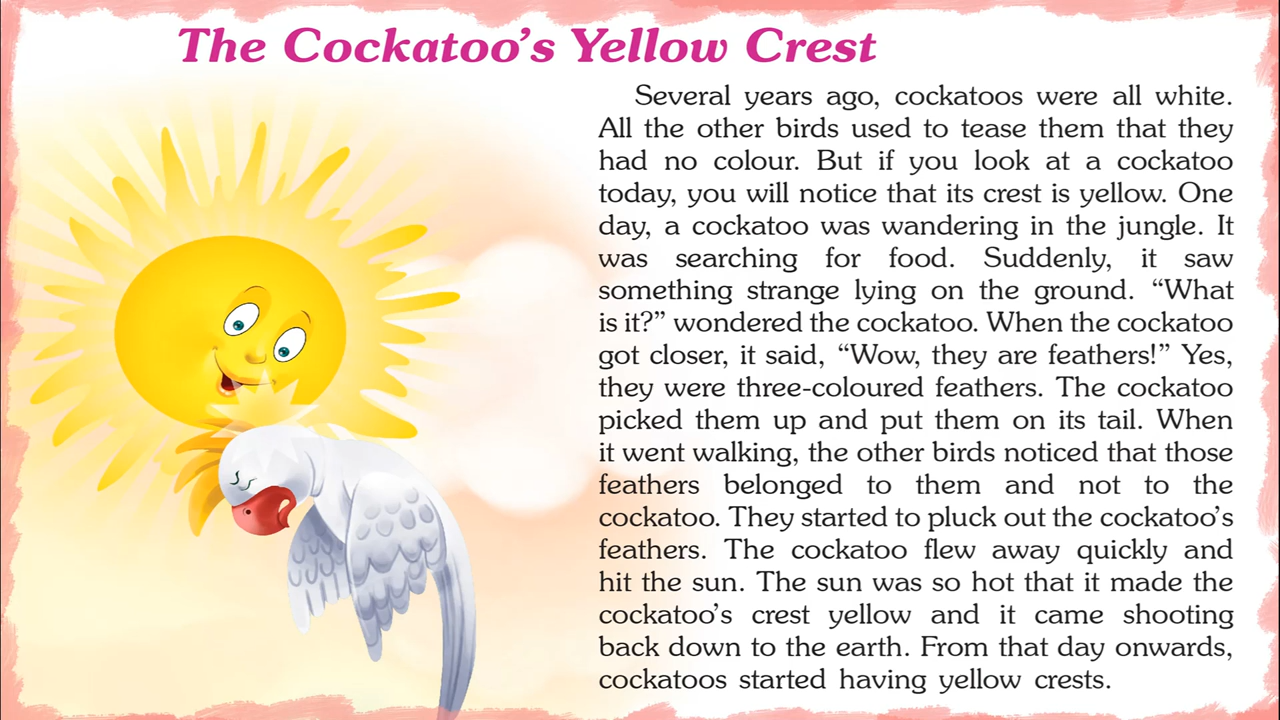 The Cockatoo’s Yellow Crest
Several years ago, cockatoos were all white.
All the other birds used to tease them that they
had no colour. But if you look at a cockatoo
today, you will notice that its crest is yellow. One
day, a cockatoo was wandering in the jungle. It
was searching for food. Suddenly, it saw
something strange lying on the ground. “What
is it?” wondered the cockatoo. When the cockatoo
got closer, it said, “Wow, they are feathers!” Yes,
they were three-coloured feathers. The cockatoo
picked them up and put them on its tail. When
it went walking, the other birds noticed that those
feathers belonged to them and not to the
cockatoo. They started to pluck out the cockatoo’s
feathers. The cockatoo flew away quickly and
hit the sun. The sun was so hot that it made the
cockatoo’s crest yellow and it came shooting
back down to the earth. From that day onwards,
cockatoos started having yellow crests.